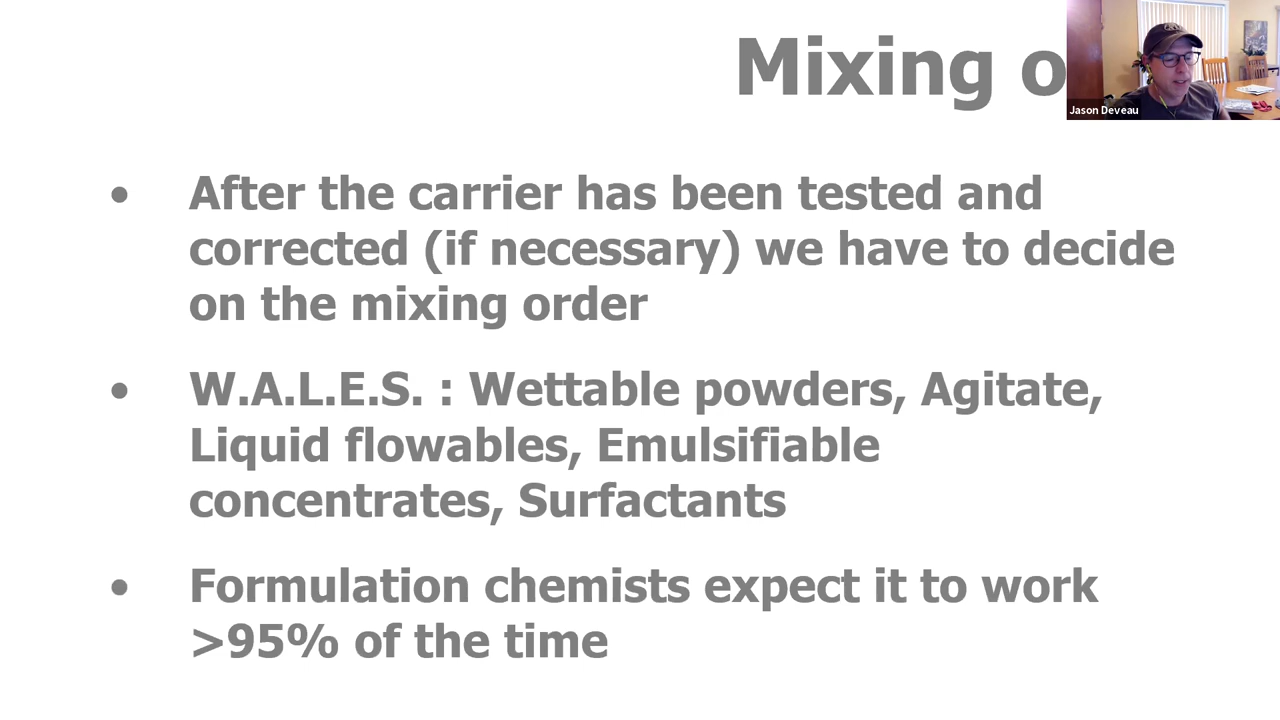 Mixing o
Jason Deveau
• After the carrier has been tested and
corrected (if necessary) we have to decide
on the mixing order
• W.A.L.E.S. : Wettable powders, Agitate,
Liquid flowables, Emulsifiable
concentrates, Surfactants
• Formulation chemists expect it to work
>95% of the time